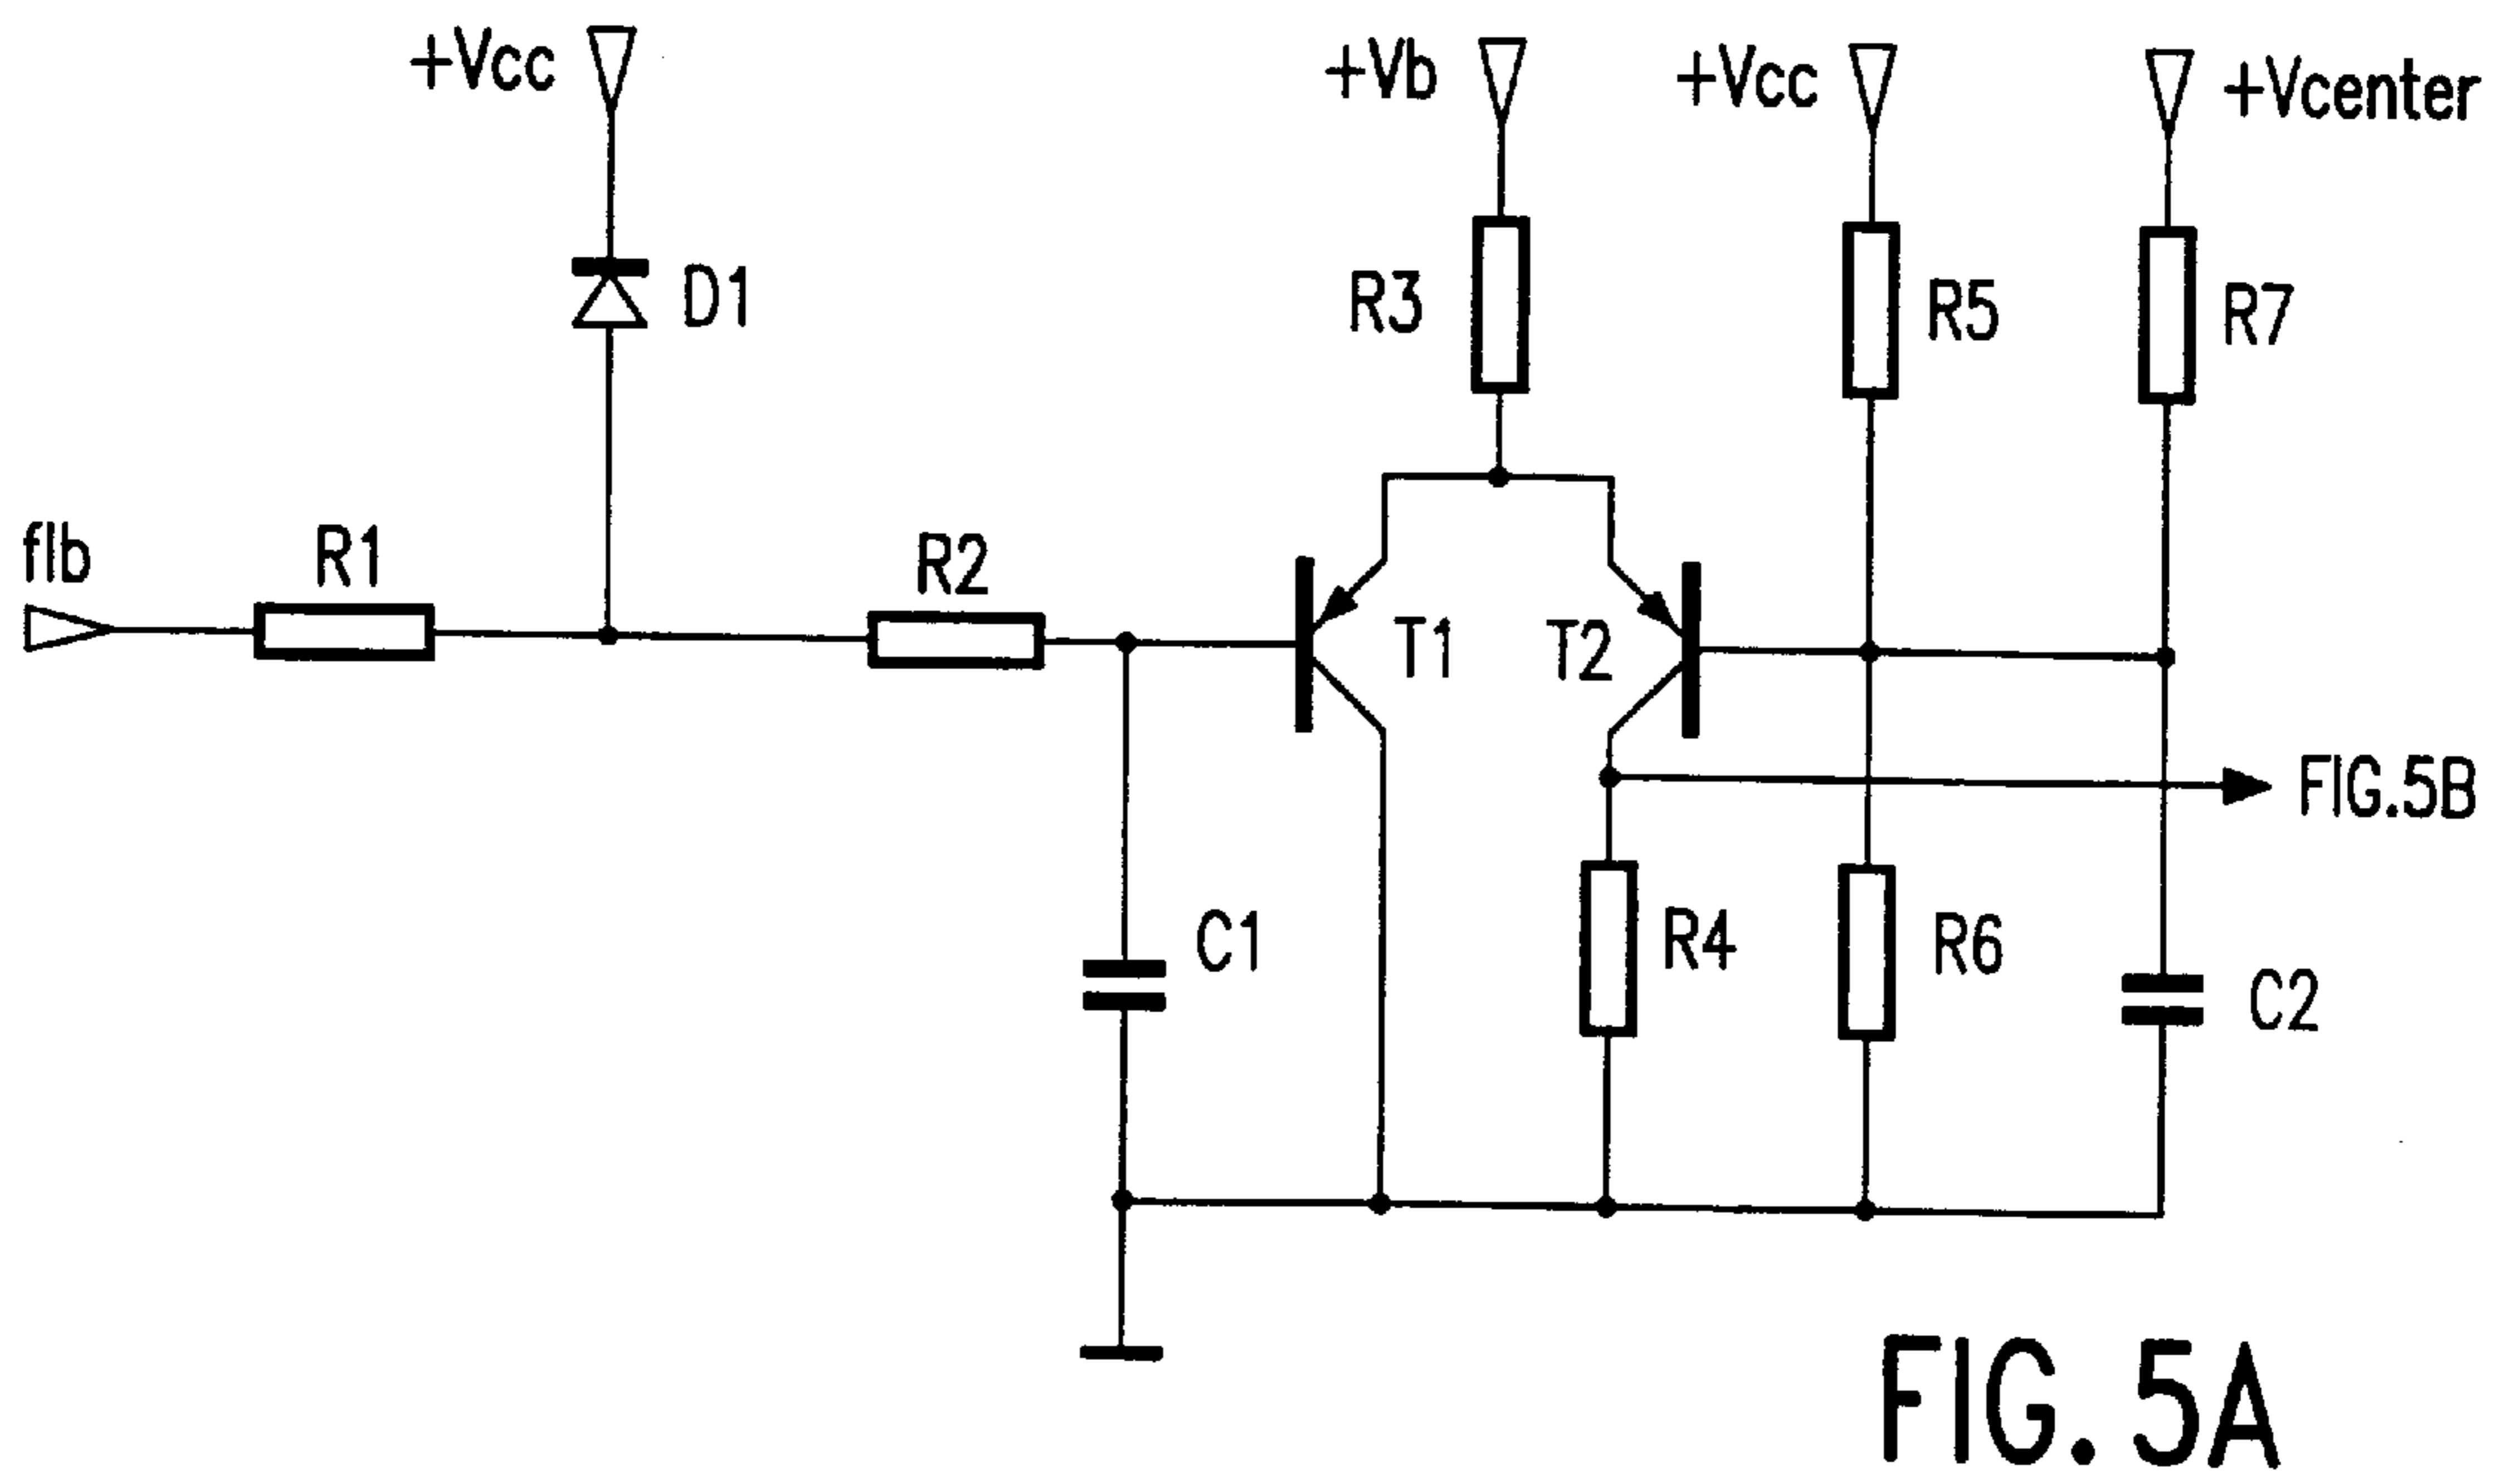 +Vcc
+Vb
+Vcc
+Vcenter
D1
R3
R5
R7
flb
R1
R2
T1
T2
FIG.5B
C1
R4
R6
C2
FIG. 5A